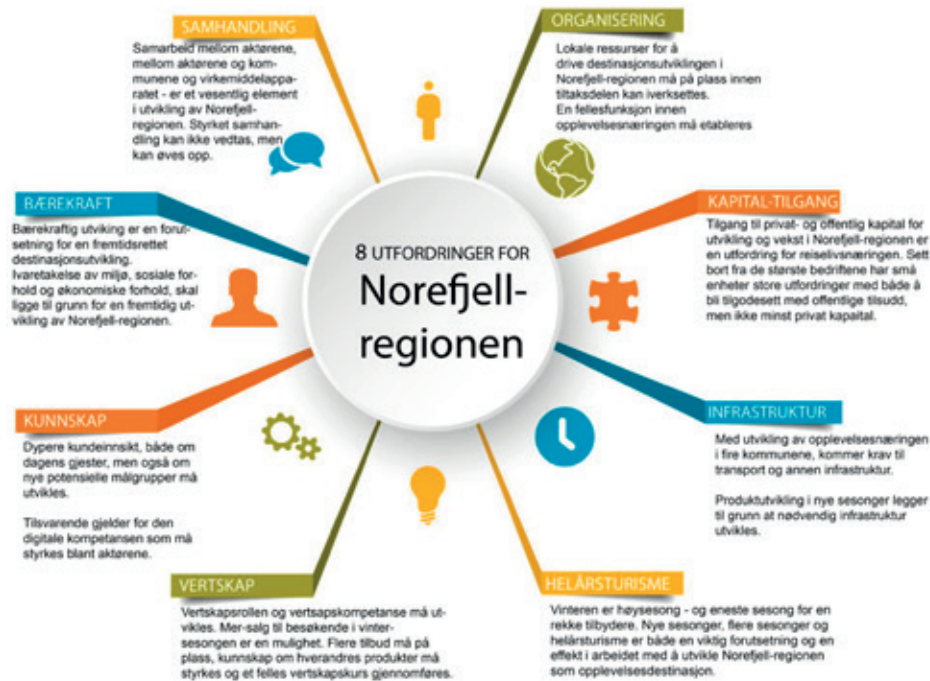 8 UTFORDRINGER FOR
Norefjell-
regionen
SAMHANDLING
Samarbeid mellom aktørene,
mellom aktørene og kom-
munene og virkemiddelappa-
ratet - er et vesentlig element
i utvikling av Norefjell-
regionen. Styrket samhan-
dling kan ikke vedtas, men
kan øves opp.
ORGANISERING
Lokale ressurser for å
drive destinasjonsutviklingen i
Norefjell-regionen må på plass innen
tiltaksdelen kan iverksettes.
En fellesfunksjon innen
opplevelsesnæringen må etableres
BÆREKRAFT
Bærekraftig utviking er en forut-
setning for en fremtidsrettet
destinasjonsutvikling.
Ivaretakelse av miljø, sosiale for-
hold og økonomiske forhold, skal
ligge til grunn for en fremtidig ut-
vikling av Norefjell-regionen.
KAPITAL-TILGANG
Tilgang til privat- og offentlig kapital for
utvikling og vekst i Norefjell-regionen er
en utfordring for reiselivsnæringen. Sett
bort fra de største bedriftene har små
enheter store utfordringer med både å
bli tilgodesett med offentlige tilsudd,
men ikke minst privat kapaital.
KUNNSKAP
Dypere kundeinnsikt, både om
dagens gjester, men også om
nye potensielle målgrupper må
utvikles.
Tilsvarende gjelder for den
digitale kompetansen som må
styrkes blant aktørene.
INFRASTRUKTUR
Med utvikling av opplevelsesnæringen
i fire kommunene, kommer krav til
transport og annen infrastruktur.
Produktutvikling i nye sesonger legger
til grunn at nødvendig infrastruktur
utvikles.
VERTSKAP
Vertskapsrollen og vertsapskompetanse må ut-
vikles. Mer-salg til besøkende i vinter-
sesongen er en mulighet. Flere tilbud må på
plass, kunnskap om hverandres produkter må
styrkes og et felles vertskapskurs gjennomføres.
HELÅRSTURISME
Vinteren er høysesong - og eneste sesong for en
rekke tilbydere. Nye sesonger, flere sesonger og
helårsturisme er både en viktig forutsetning og en
effekt i arbeidet med å utvikle Norefjell-regionen
som opplevelsesdestinasjon.